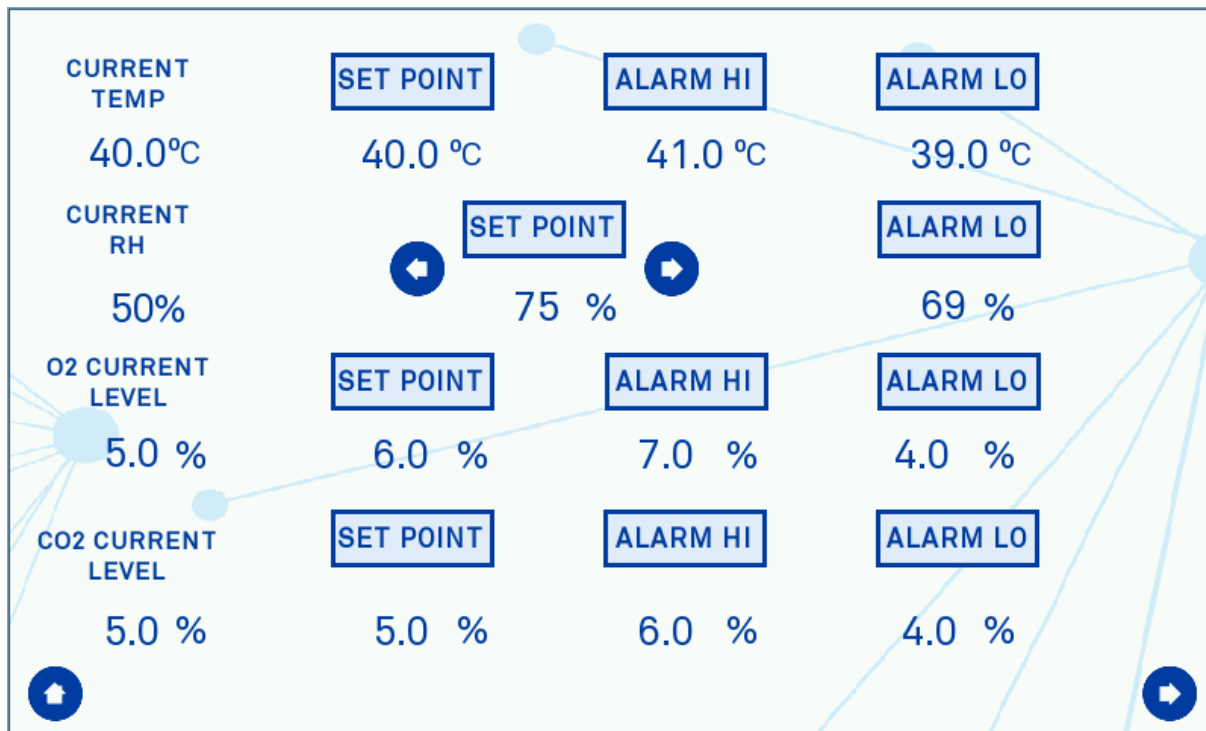 CURRENT
TEMP
SET POINT
ALARM HI
ALARM LO
40.0ºC
40.0 ºC
41.0 ºC
39.0 ºC
CURRENT
RH
SET POINT
ALARM LO
50%
75 %
69 %
O2 CURRENT
LEVEL
SET POINT
ALARM HI
ALARM LO
5.0 %
6.0 %
7.0 %
4.0 %
CO2 CURRENT
LEVEL
SET POINT
ALARM HI
ALARM LO
5.0 %
5.0 %
6.0 %
4.0 %